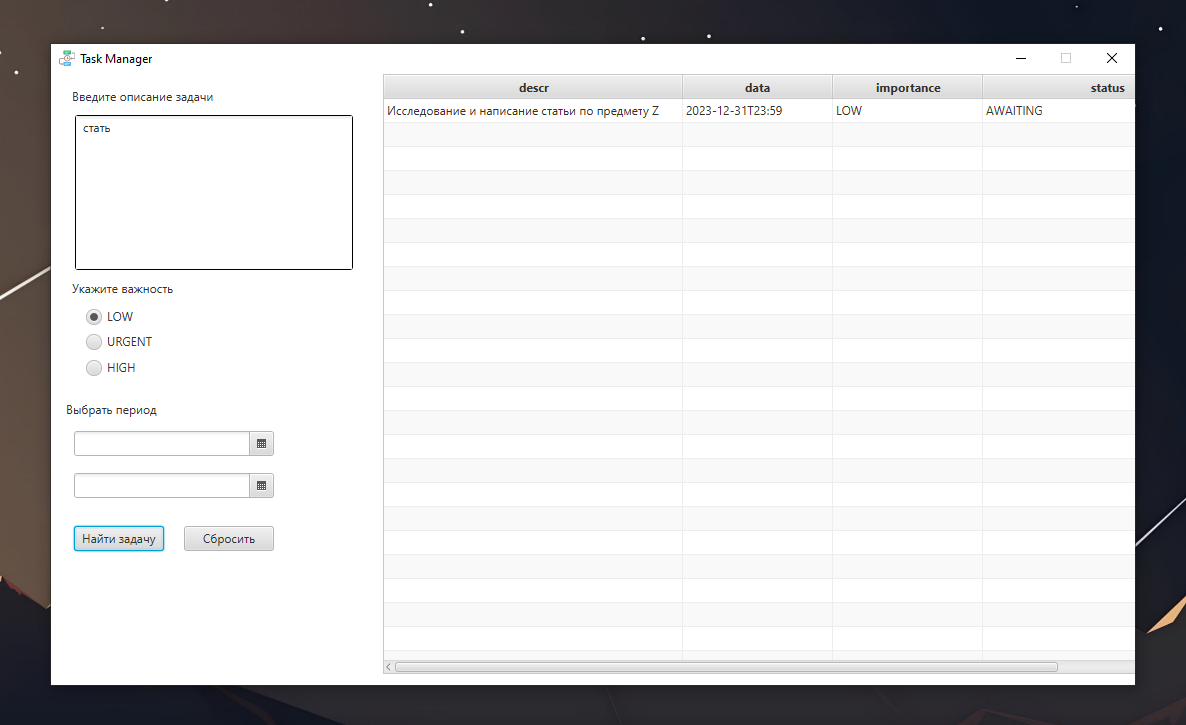 Task Manager
Введите описание задачи
стать
Укажите важность
LOW
URGENT
HIGH
Выбрать период
Найти задачу Сбросить
descr data importance status
Исследование и написание статьи по предмету Z 2023-12-31T23:59 LOW AWAITING